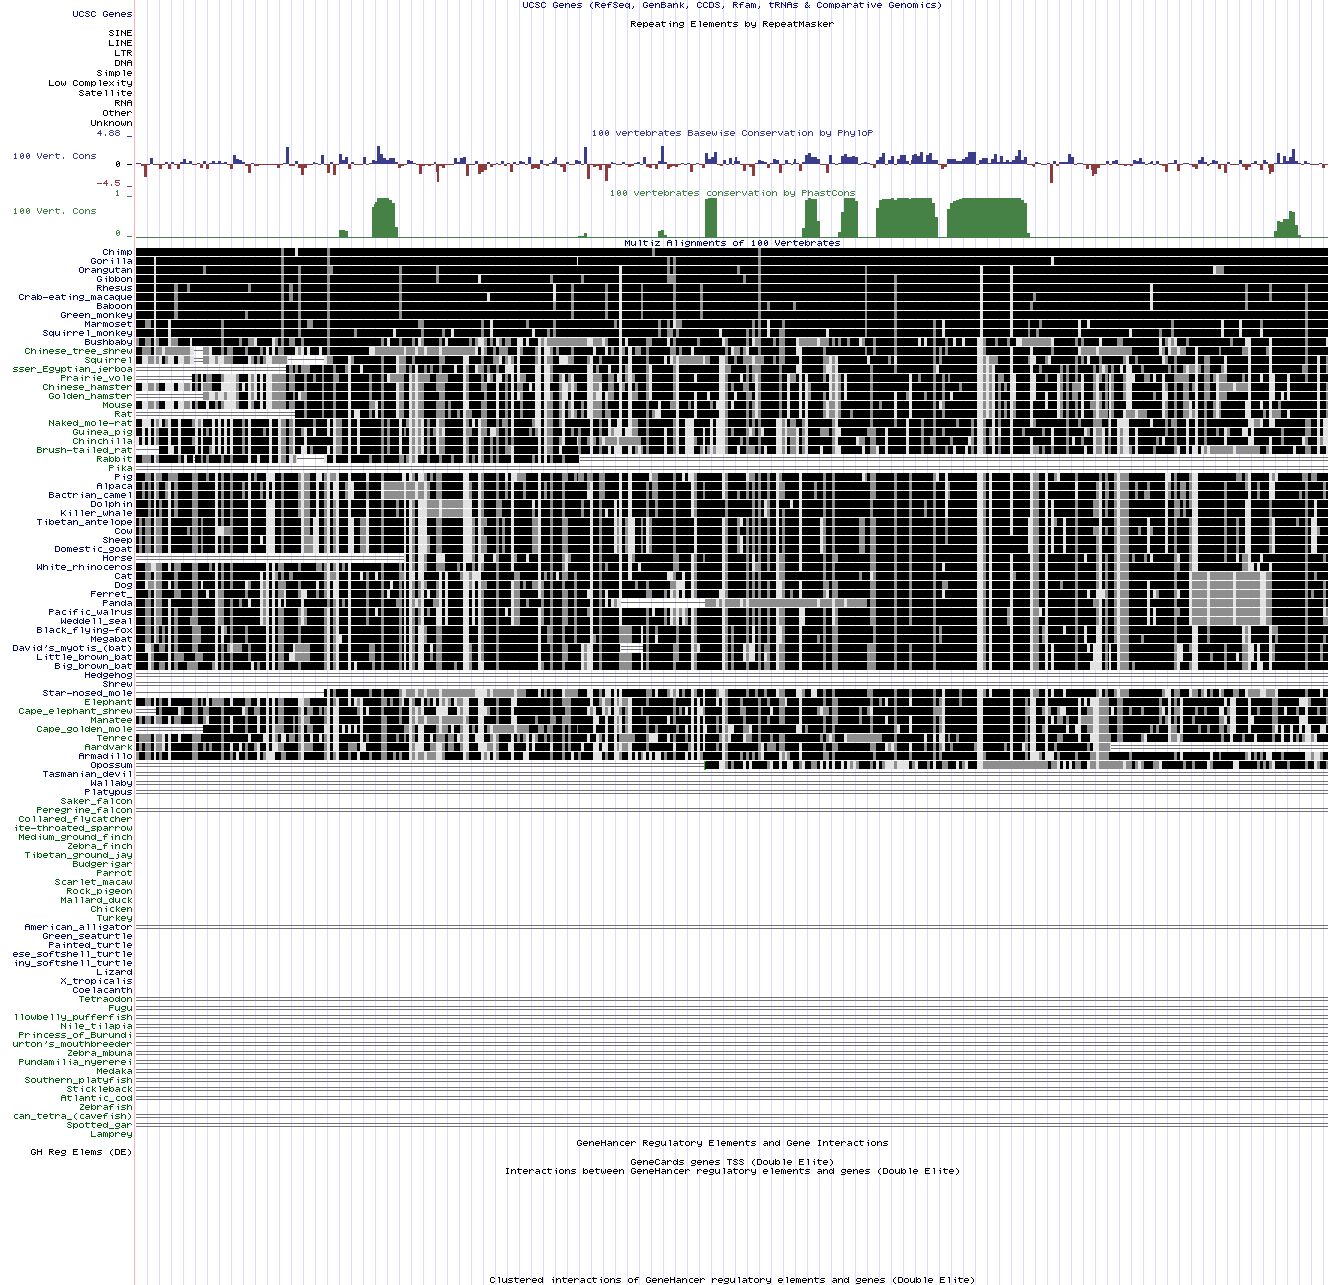 UCSC Genes (RefSeq, GenBank, CCDS, Rfam, tRNAs & Comparative Genomics)
UCSC Genes
Repeating Elements by RepeatMasker
SINE
LINE
LTR
DNA
Simple
Low Complexity
Satellite
RNA
Other
Unknown
4.88 _
100 vertebrates Basewise Conservation by PhyloP
100 Vert. Cons
0 _
-4.5 _
100 vertebrates conservation by PhastCons
1 _
100 Vert. Cons
0 _
Multiz Alignments of 100 Vertebrates
Chimp
Gorilla
Orangutan
Gibbon
Rhesus
Crab-eating_macaque
Baboon
Green_monkey
Marmoset
Squirrel_monkey
Bushbaby
Chinese_tree_shrew
Squirrel
sser_Egyptian_jerboa
Prairie_vole
Chinese_hamster
Golden_hamster
Mouse
Rat
Naked_mole-rat
Guinea_pig
Chinchilla
Brush-tailed_rat
Rabbit
Pika
Pig
Alpaca
Bactrian_camel
Dolphin
Killer_whale
Tibetan_antelope
Cow
Sheep
Domestic_goat
Horse
White_rhinoceros
Cat
Dog
Ferret_
Panda
Pacific_walrus
Weddell_seal
Black_flying-fox
Megabat
David's_myotis_(bat)
Little_brown_bat
Big_brown_bat
Hedgehog
Shrew
Star-nosed_mole
Elephant
Cape_elephant_shrew
Manatee
Cape_golden_mole
Tenrec
Aardvark
Armadillo
Opossum
Tasmanian_devil
Wallaby
Platypus
Saker_falcon
Peregrine_falcon
Collared_flycatcher
ite-throated_sparrow
Medium_ground_finch
Zebra_finch
Tibetan_ground_jay
Budgerigar
Parrot
Scarlet_macaw
Rock_pigeon
Mallard_duck
Chicken
Turkey
American_alligator
Green_seaturtle
Painted_turtle
ese_softshell_turtle
iny_softshell_turtle
Lizard
X_tropicalis
Coelacanth
Tetraodon
Fugu
llowbelly_pufferfish
Nile_tilapia
Princess_of_Burundi
urton's_mouthbreeder
Zebra_mbuna
Pundamilia_nyererei
Medaka
Southern_platyfish
Stickleback
Atlantic_cod
Zebrafish
can_tetra_(cavefish)
Spotted_gar
Lamprey
GeneHancer Regulatory Elements and Gene Interactions
GH Reg Elems (DE)
GeneCards genes TSS (Double Elite)
Interactions between GeneHancer regulatory elements and genes (Double Elite)
Clustered interactions of GeneHancer regulatory elements and genes (Double Elite)